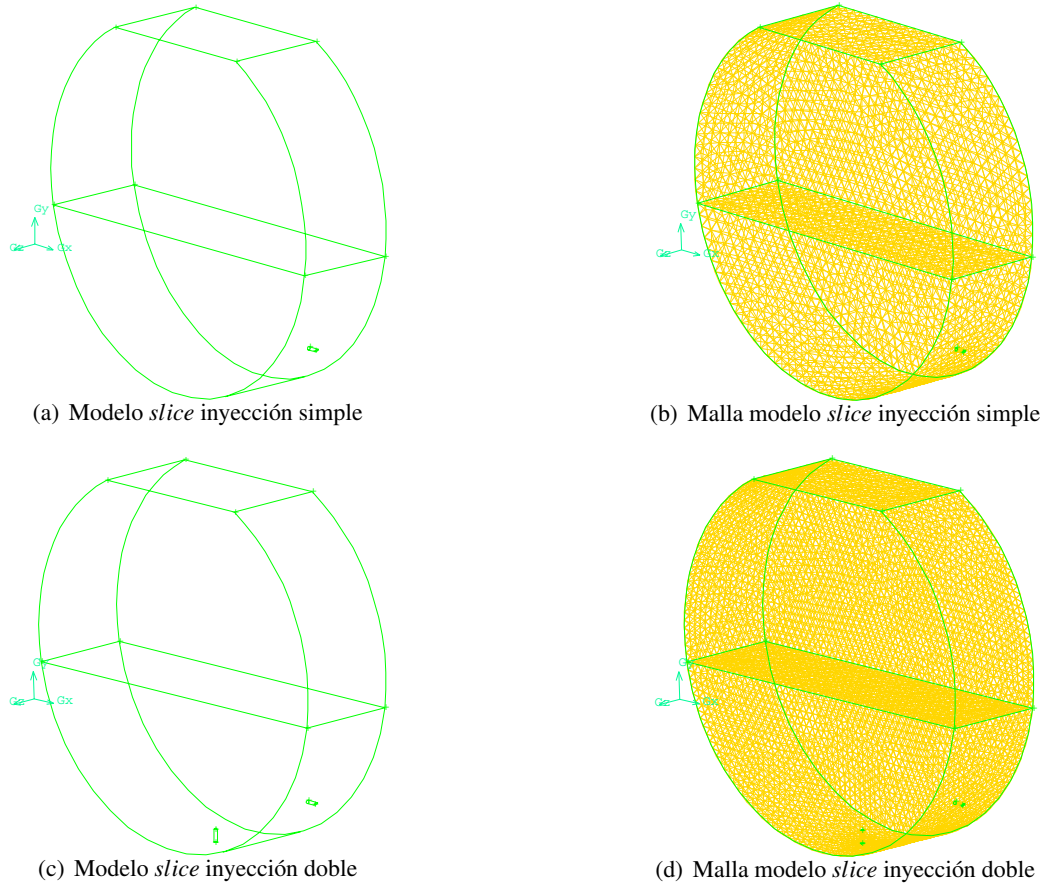 Gy
Gz Gx
Gy
Gz Gx
(a) Modelo slice inyección simple
(b) Malla modelo slice inyección simple
Gy
Gz Gx
Gy
Gz Gx
(c) Modelo slice inyección doble
(d) Malla modelo slice inyección doble